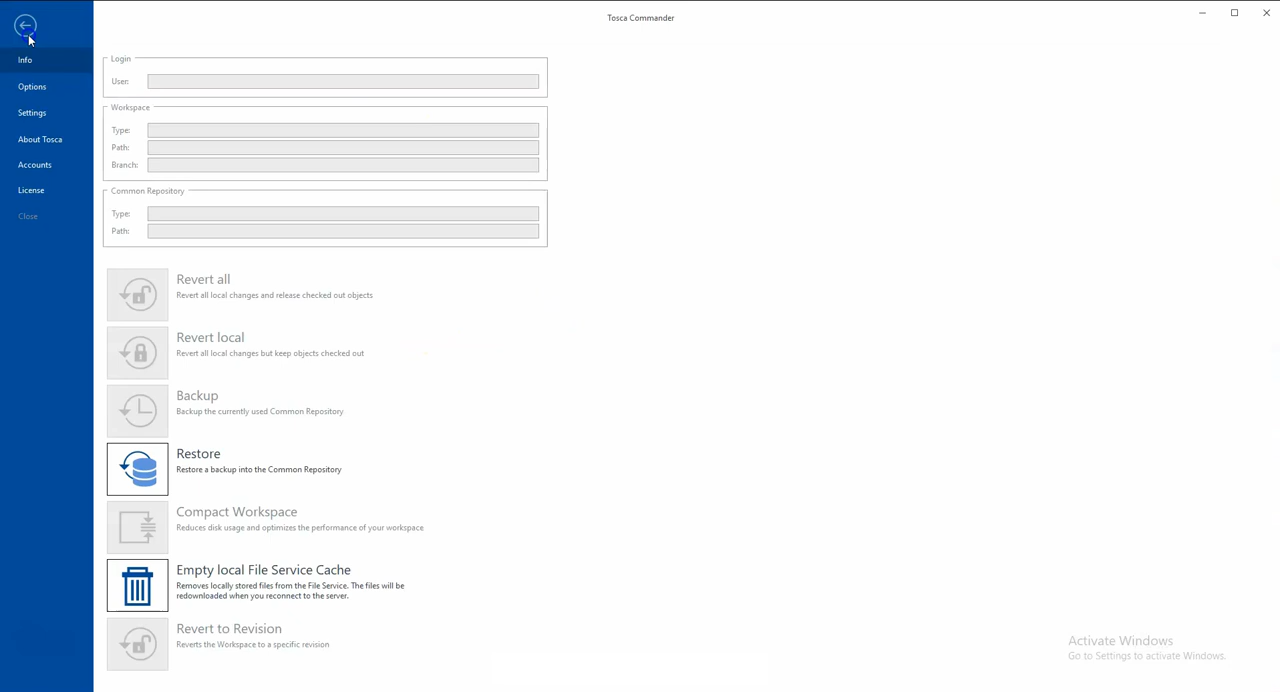 Tosca Commander
Info
Options
Settings
About Tosca
Accounts
License
Close
Login
User:
Workspace
Type:
Path:
Branch:
Common Repository
Type:
Path:
Revert all
Revert all local changes and release checked out objects
Revert local
Revert all local changes but keep objects checked out
Backup
Backup the currently used Common Repository
Restore
Restore a backup into the Common Repository
Compact Workspace
Reduces disk usage and optimizes the performance of your workspace
Empty local File Service Cache
Removes locally stored files from the File Service. The files will be
redownloaded when you reconnect to the server.
Revert to Revision
Reverts the Workspace to a specific revision
Activate Windows
Go to Settings to activate Windows.